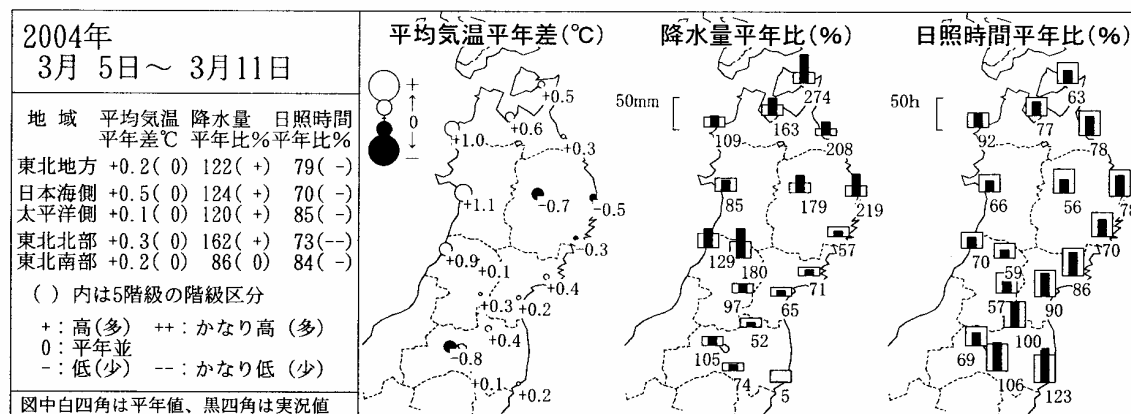 2004年
3月 5日～ 3月11日
地 域 平均気温 降水量 日照時間
平年差℃ 平年比% 平年比%
東北地方 +0.2( 0) 122( +) 79( -)
日本海側 +0.5( 0) 124( +) 70( -)
太平洋側 +0.1( 0) 120( +) 85( -)
東北北部 +0.3( 0) 162( +) 73(--)
東北南部 +0.2( 0) 86( 0) 84( -)
( ) 内は5階級の階級区分
+：高(多) ++：かなり高 (多)
0：平年並
-：低(少) --：かなり低 (少)
図中白四角は平年値、黒四角は実況値
平均気温平年差(℃)
+
↑
0
↓
-
+0.5
+0.6
+1.0
+0.3
+1.1
-0.7
-0.5
-0.3
+0.9
+0.1
+0.4
+0.3
+0.2
+0.4
-0.8
+0.1
+0.2
降水量平年比(%)
50mm
274
163
109
208
85
179
219
57
129
180
71
97
65
52
105
74
5
日照時間平年比(%)
50h
63
77
92
78
66
56
78
70
70
59
86
57
90
100
69
106
123